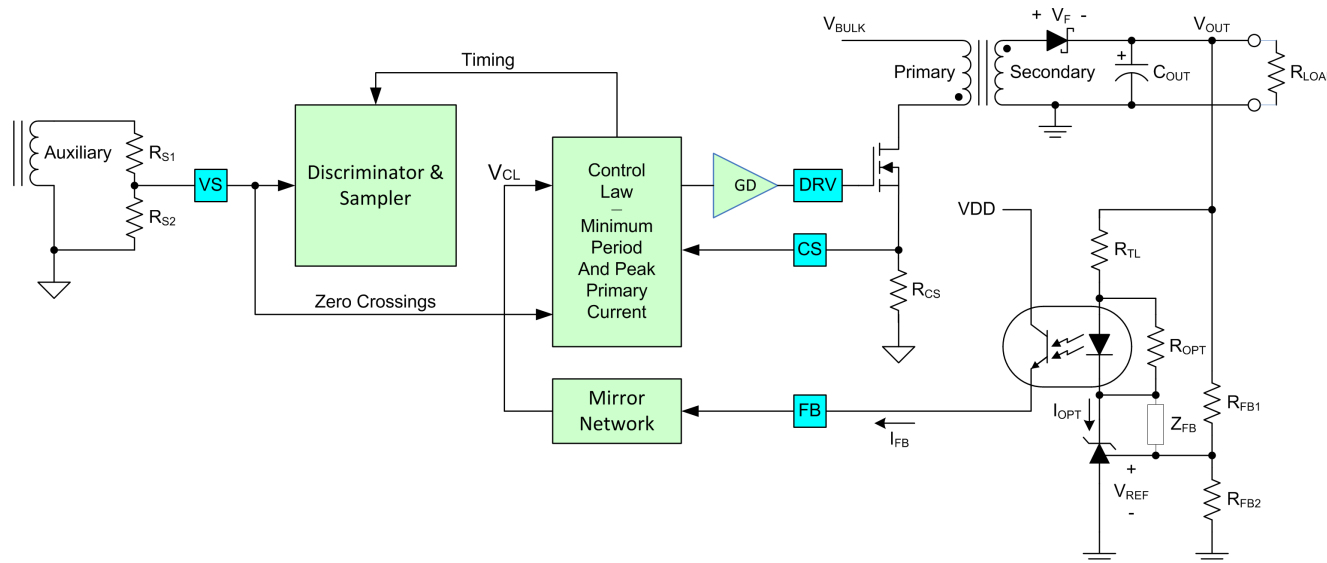 Timing
Auxiliary
RS1
RS2
VS
Discriminator &
Sampler
Zero Crossings
VCL
Control
Law
–
Minimum
Period
And Peak
Primary
Current
Mirror
Network
GD
DRV
CS
FB
IFB
RCS
VBULK
Primary
Secondary
+ VF -
+
COUT
VOUT
RLOA
VDD
RTL
ROPT
IOPT
ZFB
RFB1
RFB2
+
VREF
-